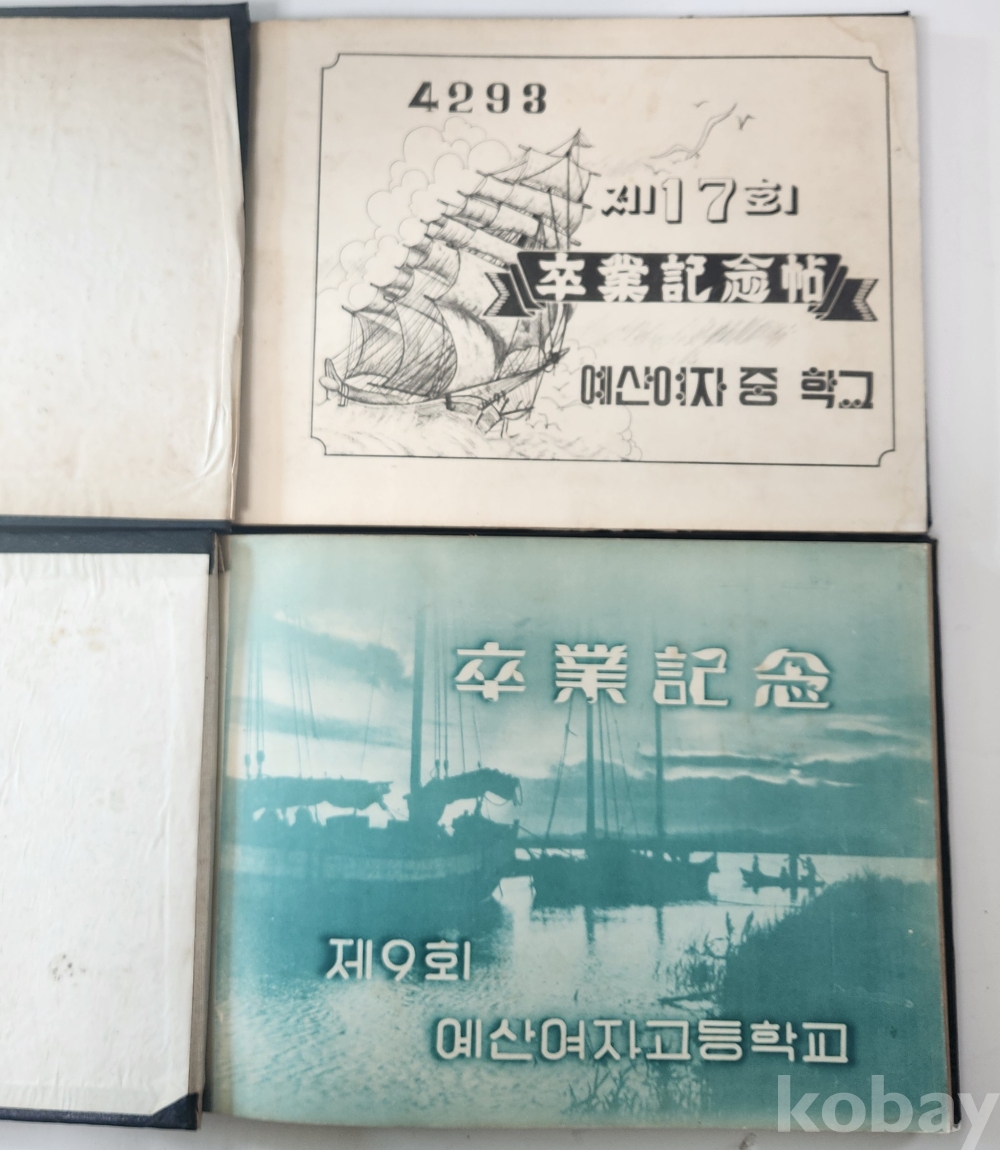 4293
제17회
卒業記念帖
예산여자중 학교
卒業記念
제9회
예산여자고등학교
kobay